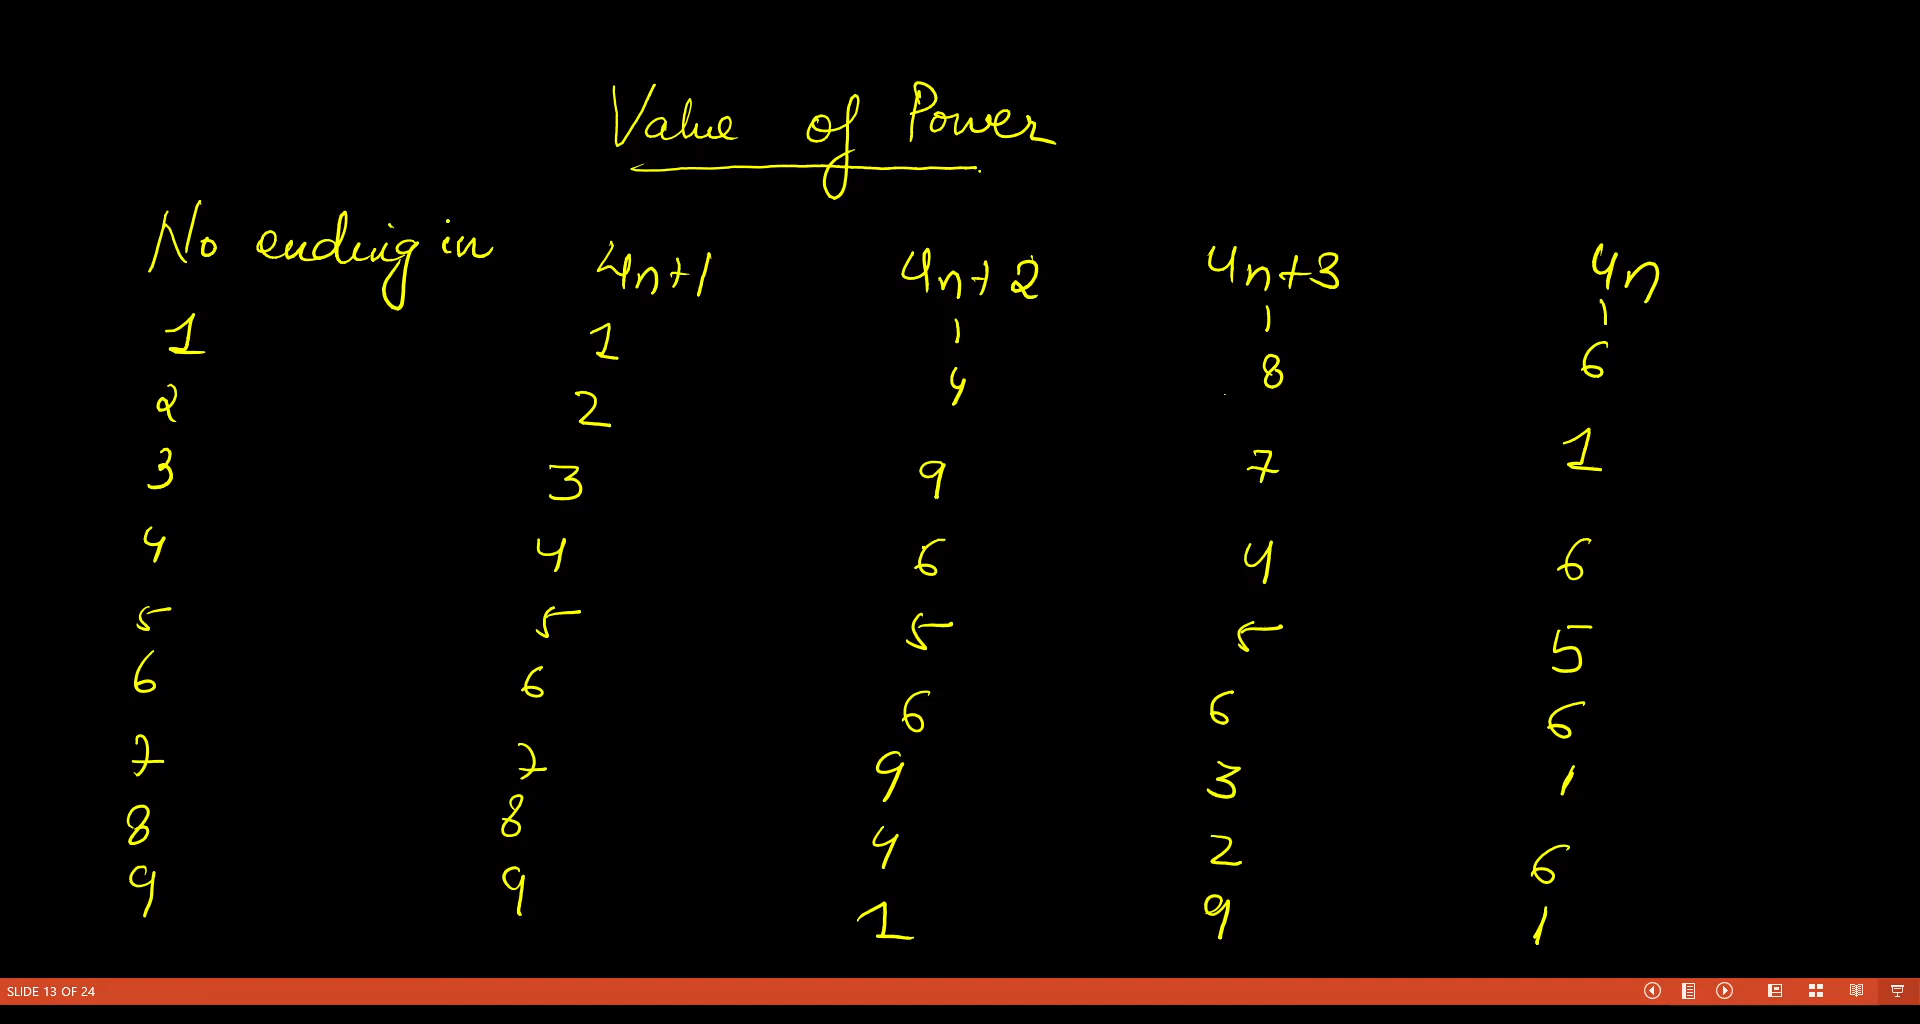 Value of Power
No ending in 4n+1 4n+2 4n+3 4n
1 1 1 1 1
2 2 4 8 6
3 3 9 7 1
4 4 6 4 6
5 5 5 5 5
6 6 6 6 6
7 7 9 3 1
8 8 4 2 6
9 9 1 9 1
SLIDE 13 OF 24